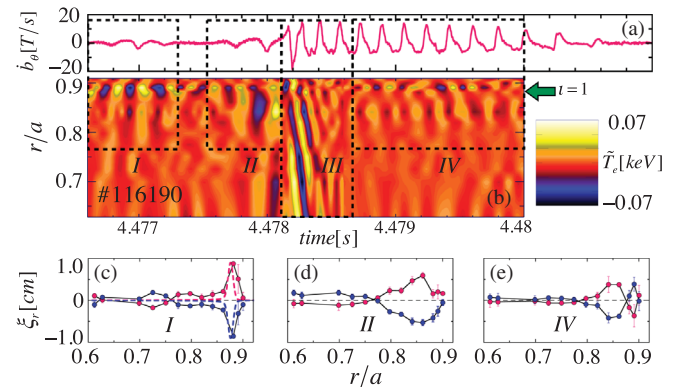 ḃθ[T/s]
20
0
−20
(a)
r/a
0.9
0.8
0.7
I
II
III
IV
#116190
(b)
ι=1
0.07
T̃e[keV]
−0.07
4.477
4.478
4.479
4.48
time[s]
ξr[cm]
1.0
0
−1.0
(c)
I
(d)
II
(e)
IV
0.6 0.7 0.8 0.9
0.6 0.7 0.8 0.9
0.6 0.7 0.8 0.9
r/a